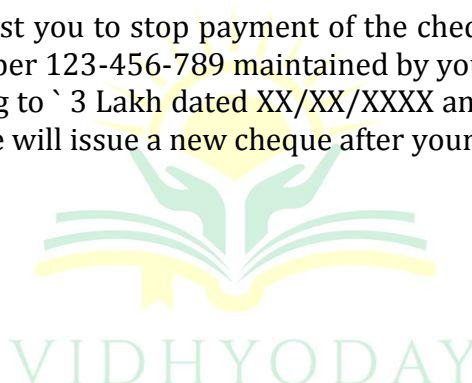 st you to stop payment of the cheq
ber 123-456-789 maintained by you
g to ` 3 Lakh dated XX/XX/XXXX an
e will issue a new cheque after your
VIDHYODAY